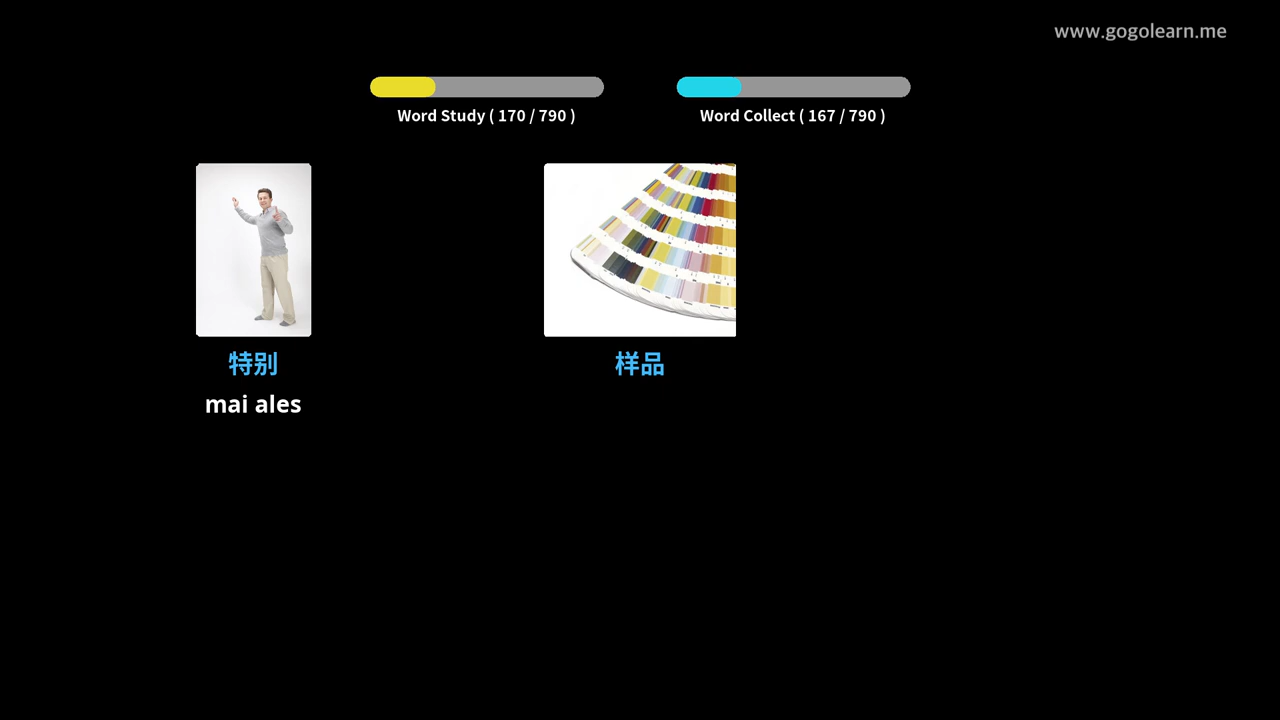 www.gogolearn.me
Word Study ( 170 / 790 )
Word Collect ( 167 / 790 )
特别
样品
mai ales